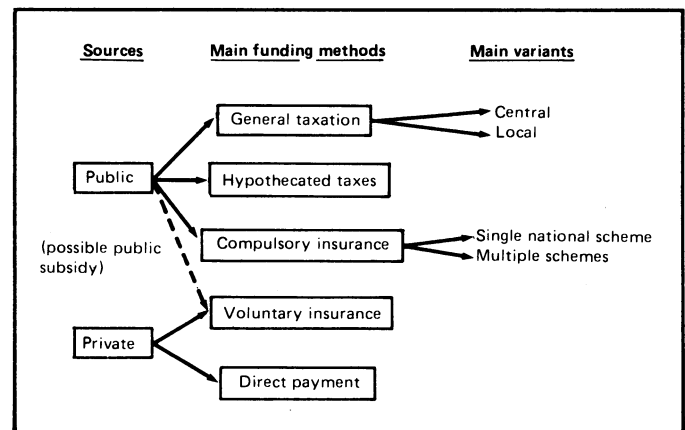 Sources Main funding methods Main variants
General taxation
Central
Local
Public
Hypothecated taxes
Compulsory insurance
Single national scheme
Multiple schemes
(possible public
subsidy)
Voluntary insurance
Private
Direct payment